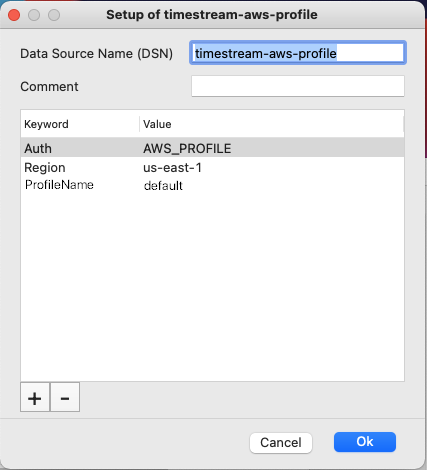 Setup of timestream-aws-profile
Data Source Name (DSN) timestream-aws-profile
Comment
Keyword Value
Auth AWS_PROFILE
Region us-east-1
ProfileName default
+ -
Cancel Ok